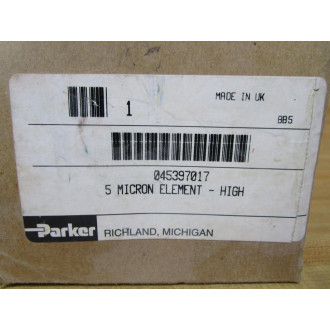 1
MADE IN UK
BB5
045397017
5 MICRON ELEMENT - HIGH
Parker
RICHLAND, MICHIGAN